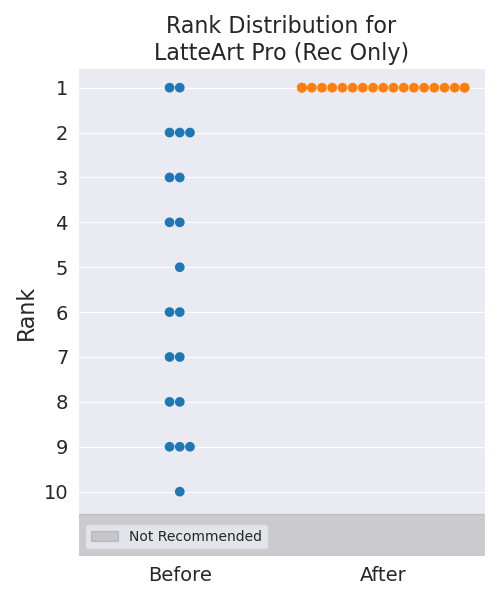 Rank Distribution for
LatteArt Pro (Rec Only)
Rank
1
2
3
4
5
6
7
8
9
10
Not Recommended
Before After